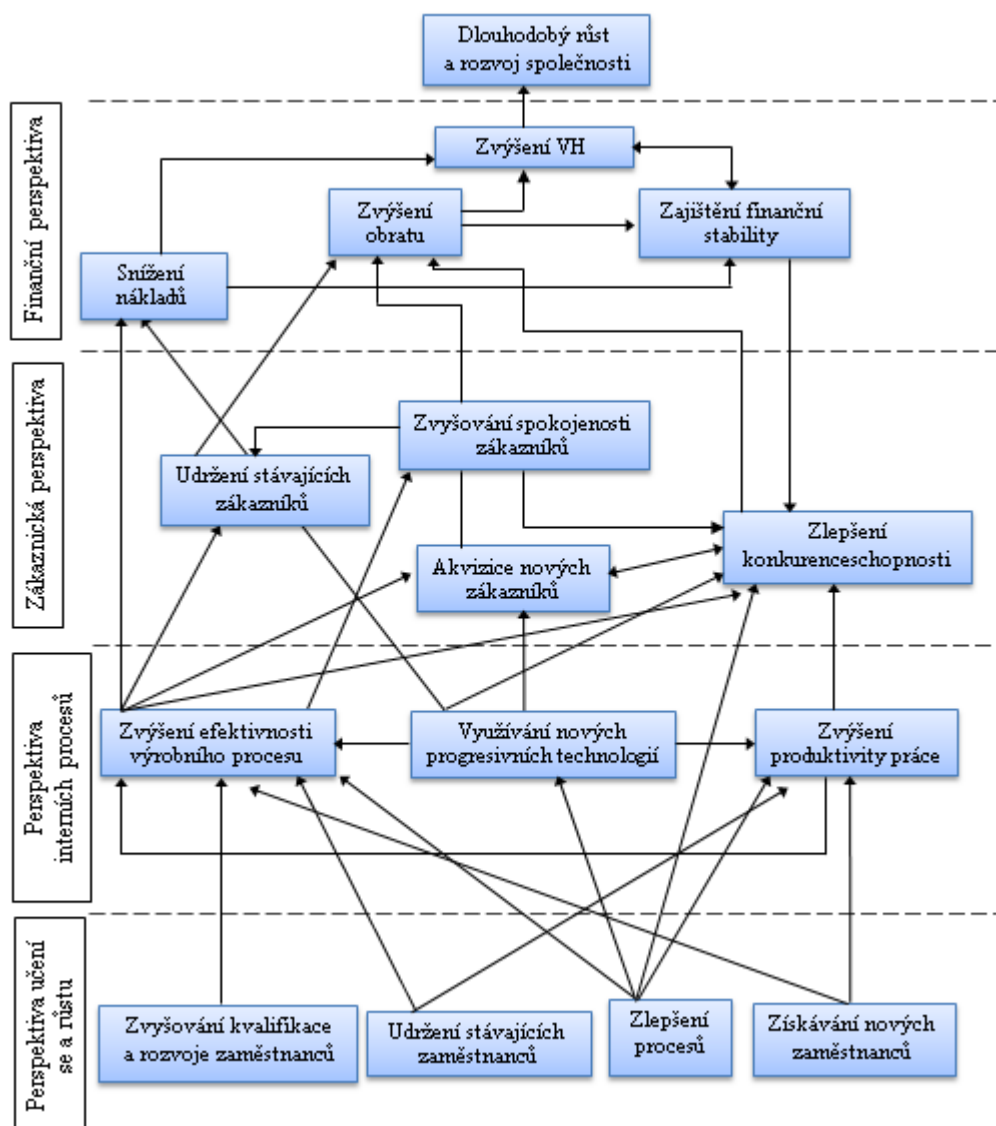 Dlouhodobý růst
a rozvoj společnosti
Finanční perspektiva
Zvýšení VH
Zvýšení
obratu
Zajištění finanční
stability
Snížení
nákladů
Zákaznická perspektiva
Zvyšování spokojenosti
zákazníků
Udržení stávajících
zákazníků
Zlepšení
konkurenceschopnosti
Akvizice nových
zákazníků
Perspektiva
interních procesů
Zvýšení efektivnosti
výrobního procesu
Využívání nových
progresivních technologií
Zvýšení
produktivity práce
Perspektiva učení
se a růstu
Zvyšování kvalifikace
a rozvoje zaměstnanců
Udržení stávajících
zaměstnanců
Zlepšení
procesů
Získávání nových
zaměstnanců